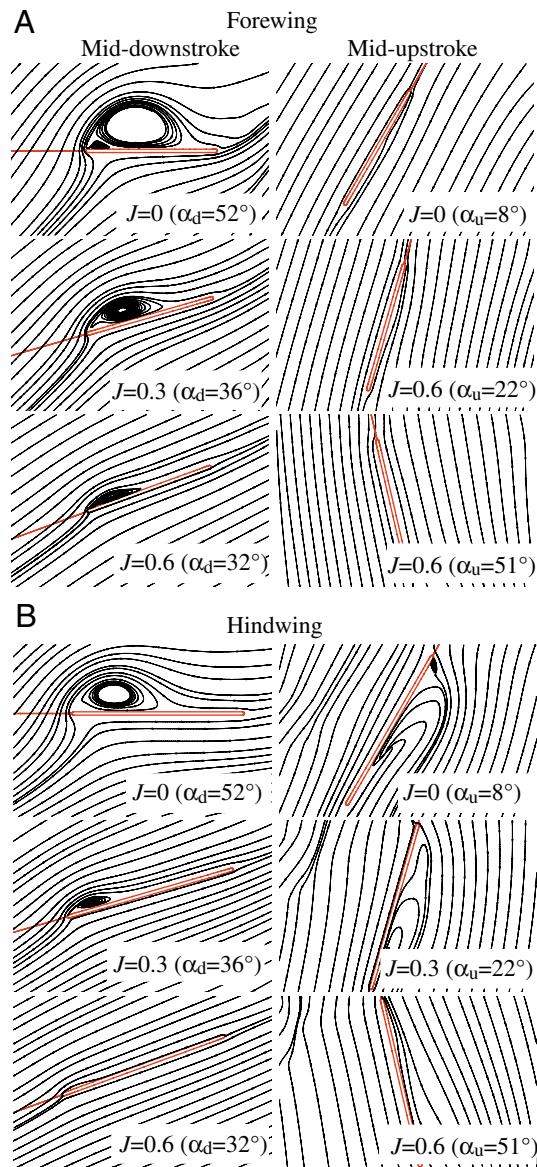 A
Forewing
Mid-downstroke Mid-upstroke
J=0 (αd=52°) J=0 (αu=8°)
J=0.3 (αd=36°) J=0.6 (αu=22°)
J=0.6 (αd=32°) J=0.6 (αu=51°)
B
Hindwing
J=0 (αd=52°) J=0 (αu=8°)
J=0.3 (αd=36°) J=0.3 (αu=22°)
J=0.6 (αd=32°) J=0.6 (αu=51°)